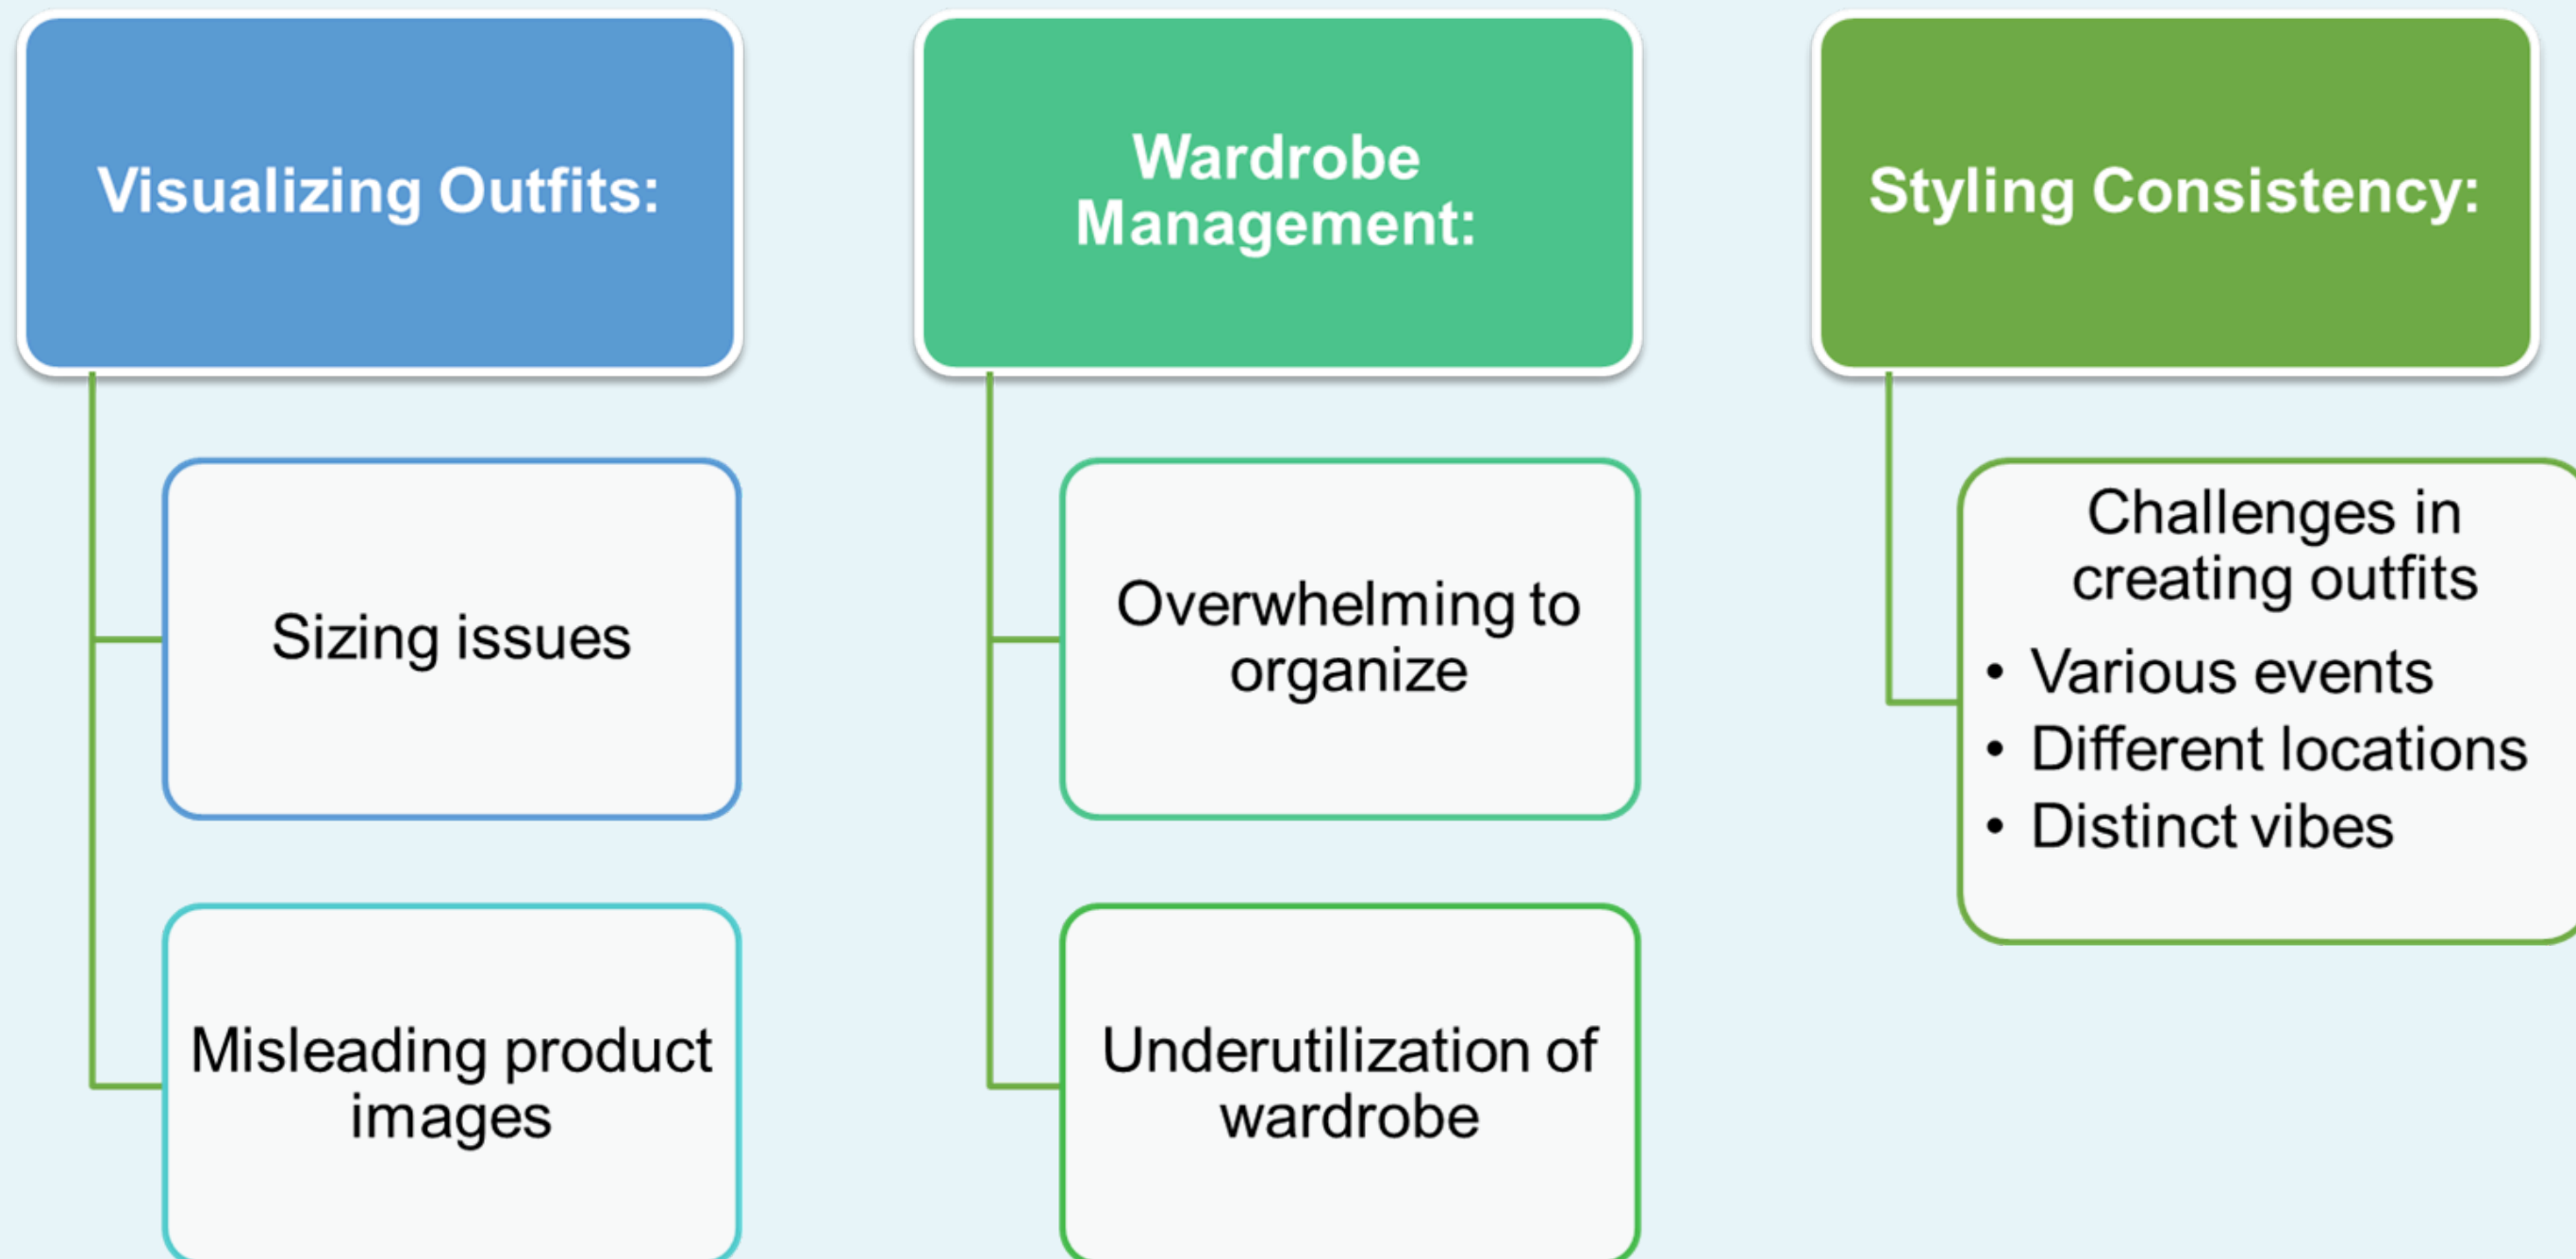 Visualizing Outfits:
Sizing issues
Misleading product
images
Wardrobe
Management:
Overwhelming to
organize
Underutilization of
wardrobe
Styling Consistency:
Challenges in
creating outfits
• Various events
• Different locations
• Distinct vibes